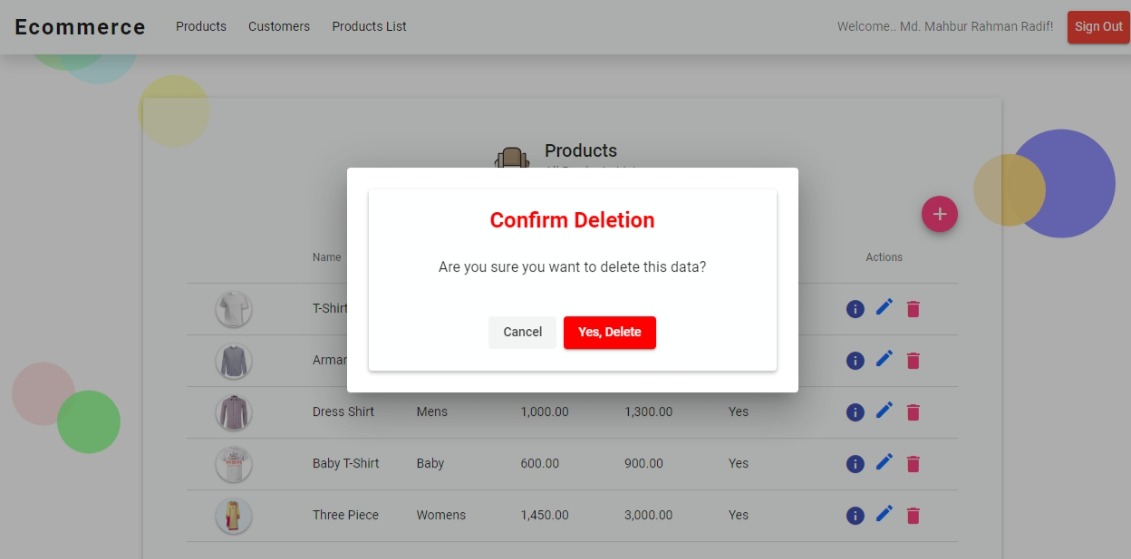 Ecommerce Products Customers Products List Welcome.. Md. Mahbur Rahman Radif! Sign Out
Products
Confirm Deletion
Are you sure you want to delete this data?
Cancel Yes, Delete
Name Actions
T-Shirt
Dress Shirt Mens 1,000.00 1,300.00 Yes
Baby T-Shirt Baby 600.00 900.00 Yes
Three Piece Womens 1,450.00 3,000.00 Yes